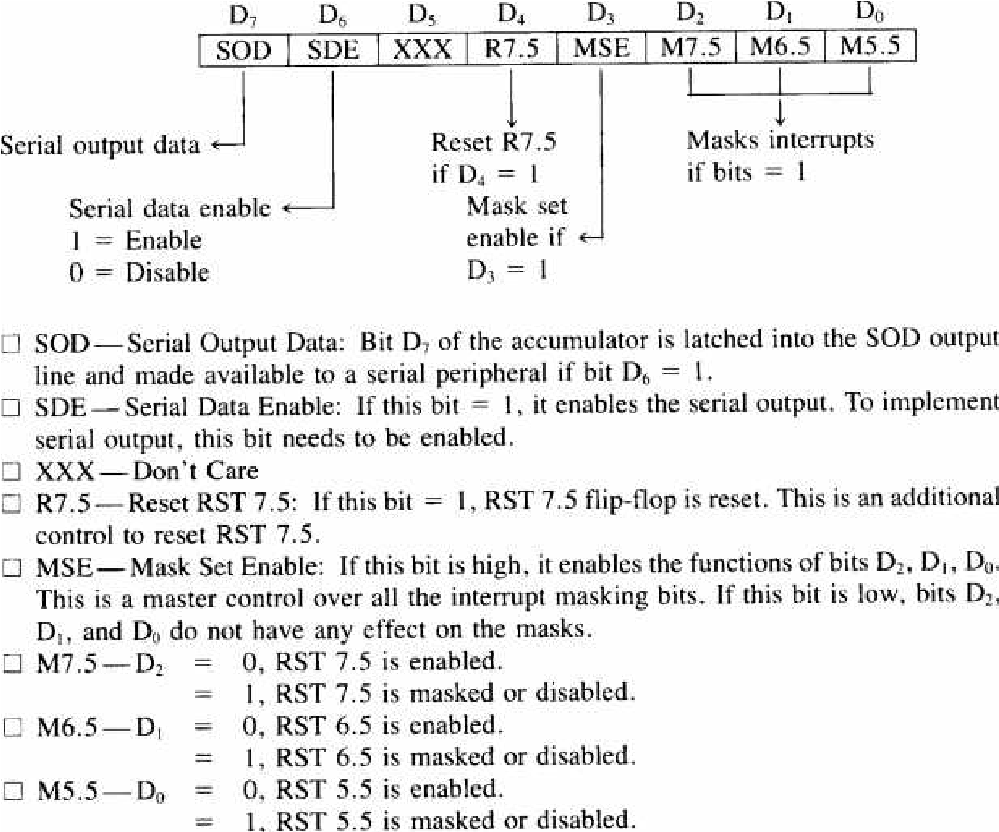 D₇ D₆ D₅ D₄ D₃ D₂ D₁ D₀
SOD SDE XXX R7.5 MSE M7.5 M6.5 M5.5
Serial output data
Serial data enable
1 = Enable
0 = Disable
Reset R7.5
if D₄ = 1
Mask set
enable if
D₃ = 1
Masks interrupts
if bits = 1
□ SOD—Serial Output Data: Bit D₇ of the accumulator is latched into the SOD output
line and made available to a serial peripheral if bit D₆ = 1.
□ SDE—Serial Data Enable: If this bit = 1, it enables the serial output. To implement
serial output, this bit needs to be enabled.
□ XXX—Don't Care
□ R7.5—Reset RST 7.5: If this bit = 1, RST 7.5 flip-flop is reset. This is an additional
control to reset RST 7.5.
□ MSE—Mask Set Enable: If this bit is high, it enables the functions of bits D₂, D₁, D₀.
This is a master control over all the interrupt masking bits. If this bit is low, bits D₂,
D₁, and D₀ do not have any effect on the masks.
□ M7.5—D₂ = 0, RST 7.5 is enabled.
= 1, RST 7.5 is masked or disabled.
□ M6.5—D₁ = 0, RST 6.5 is enabled.
= 1, RST 6.5 is masked or disabled.
□ M5.5—D₀ = 0, RST 5.5 is enabled.
= 1, RST 5.5 is masked or disabled.